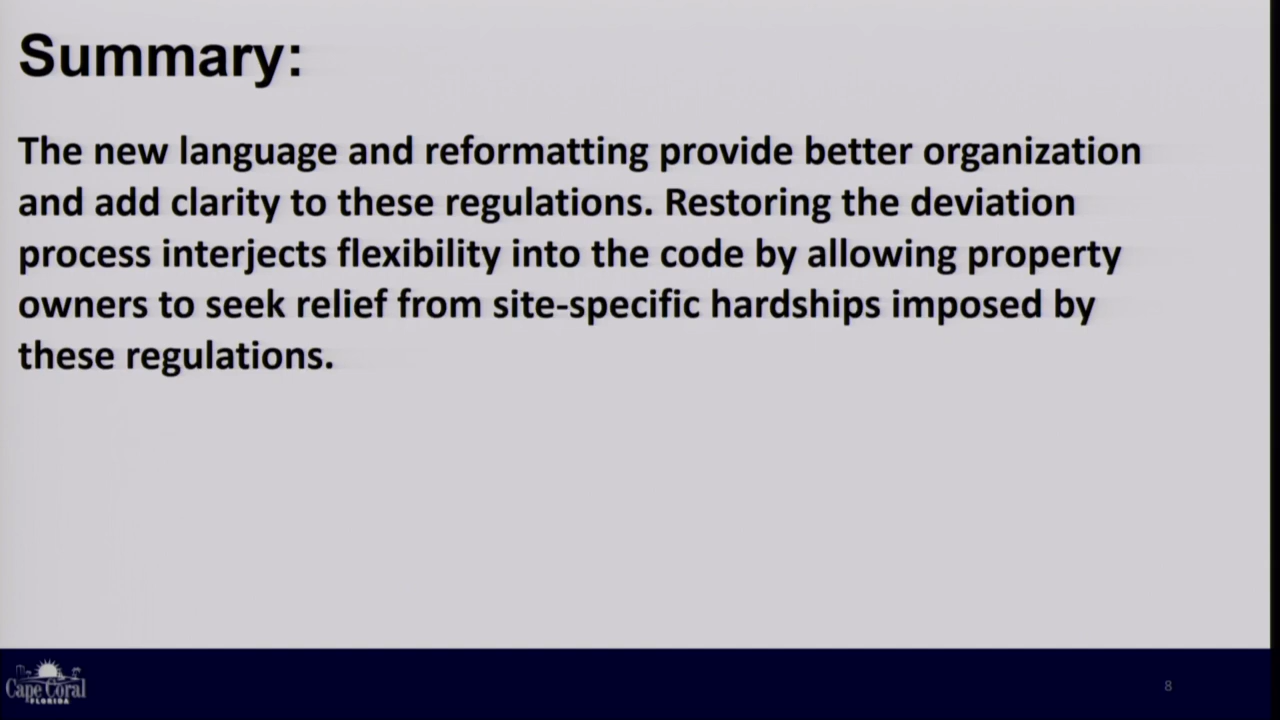 Summary:
The new language and reformatting provide better organization
and add clarity to these regulations. Restoring the deviation
process interjects flexibility into the code by allowing property
owners to seek relief from site-specific hardships imposed by
these regulations.
Cape Coral
FLORIDA
8